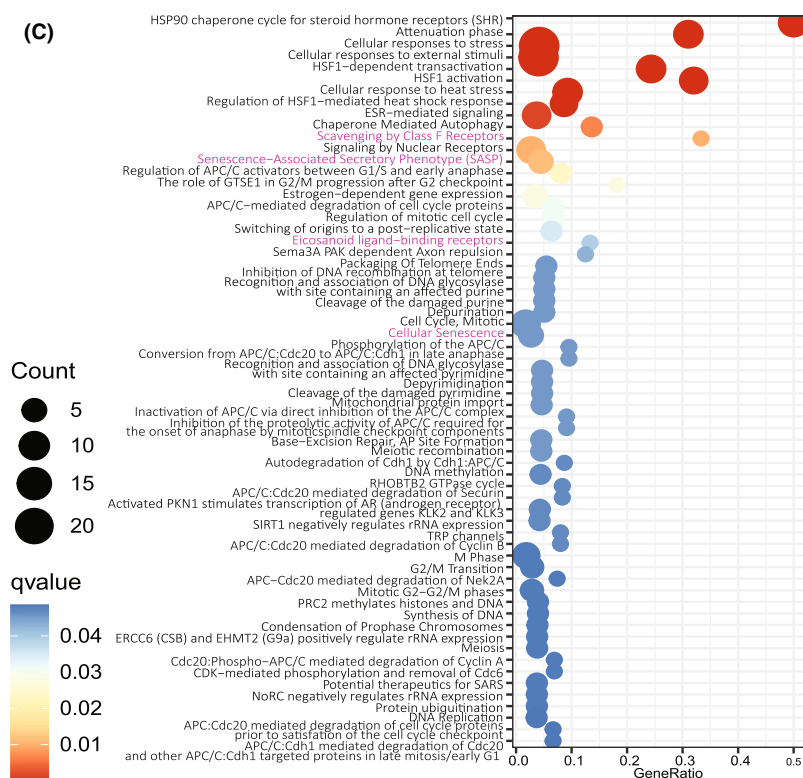 (C)
HSP90 chaperone cycle for steroid hormone receptors (SHR)
Attenuation phase
Cellular responses to stress
Cellular responses to external stimuli
HSF1−dependent transactivation
HSF1 activation
Cellular response to heat stress
Regulation of HSF1−mediated heat shock response
ESR−mediated signaling
Chaperone Mediated Autophagy
Scavenging by Class F Receptors
Signaling by Nuclear Receptors
Senescence−Associated Secretory Phenotype (SASP)
Regulation of APC/C activators between G1/S and early anaphase
The role of GTSE1 in G2/M progression after G2 checkpoint
Estrogen−dependent gene expression
APC/C−mediated degradation of cell cycle proteins
Regulation of mitotic cell cycle
Switching of origins to a post−replicative state
Eicosanoid ligand−binding receptors
Sema3A PAK dependent Axon repulsion
Packaging Of Telomere Ends
Inhibition of DNA recombination at telomere
Recognition and association of DNA glycosylase
with site containing an affected purine
Cleavage of the damaged purine
Depurination
Cell Cycle, Mitotic
Cellular Senescence
Phosphorylation of the APC/C
Conversion from APC/C:Cdc20 to APC/C:Cdh1 in late anaphase
Recognition and association of DNA glycosylase
with site containing an affected pyrimidine
Depyrimidination
Cleavage of the damaged pyrimidine
Mitochondrial protein import
Inactivation of APC/C via direct inhibition of the APC/C complex
Inhibition of the proteolytic activity of APC/C required for
the onset of anaphase by mitoticspindle checkpoint components
Base−Excision Repair, AP Site Formation
Meiotic recombination
Autodegradation of Cdh1 by Cdh1:APC/C
DNA methylation
RHOBTB2 GTPase cycle
APC/C:Cdc20 mediated degradation of Securin
Activated PKN1 stimulates transcription of AR (androgen receptor)
regulated genes KLK2 and KLK3
SIRT1 negatively regulates rRNA expression
TRP channels
APC/C:Cdc20 mediated degradation of Cyclin B
M Phase
G2/M Transition
APC−Cdc20 mediated degradation of Nek2A
Mitotic G2−G2/M phases
PRC2 methylates histones and DNA
Synthesis of DNA
Condensation of Prophase Chromosomes
ERCC6 (CSB) and EHMT2 (G9a) positively regulate rRNA expression
Meiosis
Cdc20:Phospho−APC/C mediated degradation of Cyclin A
CDK−mediated phosphorylation and removal of Cdc6
Potential therapeutics for SARS
NoRC negatively regulates rRNA expression
Protein ubiquitination
DNA Replication
APC:Cdc20 mediated degradation of cell cycle proteins
prior to satisfation of the cell cycle checkpoint
APC/C:Cdh1 mediated degradation of Cdc20
and other APC/C:Cdh1 targeted proteins in late mitosis/early G1
0.0 0.1 0.2 0.3 0.4 0.5
GeneRatio
Count
5
10
15
20
qvalue
0.04
0.03
0.02
0.01